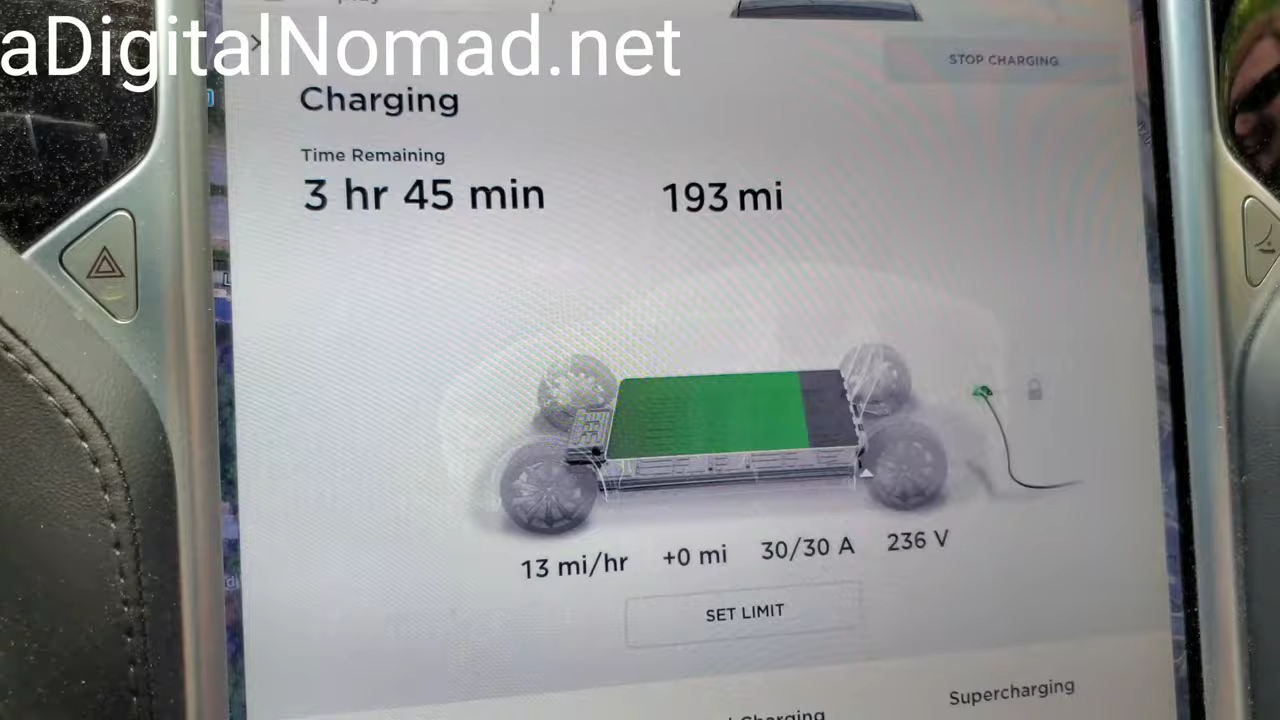 aDigitalNomad.net
STOP CHARGING
Charging
Time Remaining
3 hr 45 min 193 mi
13 mi/hr +0 mi 30/30 A 236 V
SET LIMIT
Supercharging
Charging